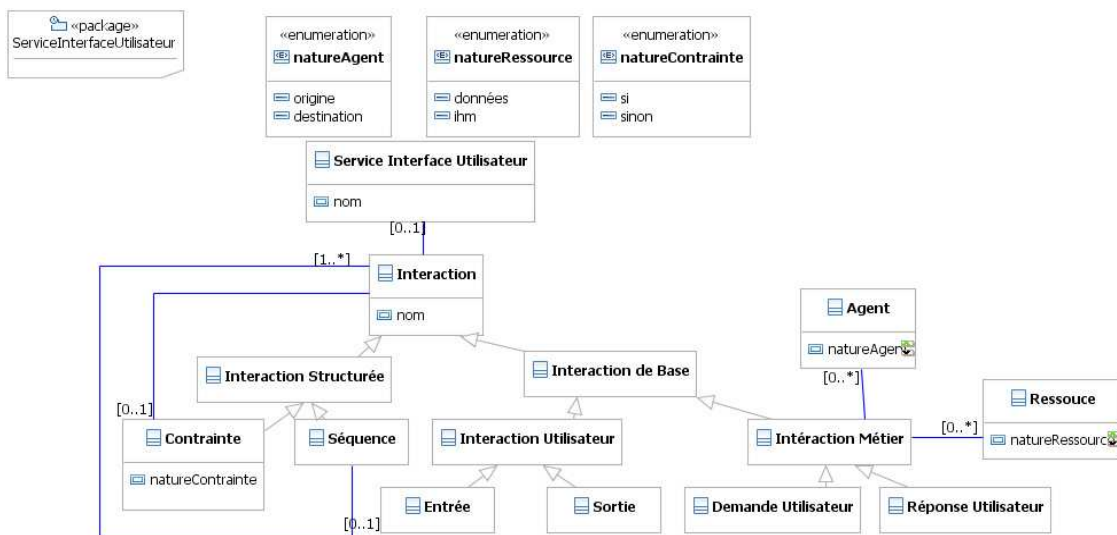 «package»
ServiceInterfaceUtilisateur
«enumeration»
natureAgent
origine
destination
«enumeration»
natureRessource
données
ihm
«enumeration»
natureContrainte
si
sinon
Service Interface Utilisateur
nom
[0..1]
[1..*]
Interaction
nom
Agent
natureAgent
[0..*]
Interaction Structurée
Interaction de Base
Ressouce
natureRessourc
[0..*]
[0..1]
Contrainte
natureContrainte
Séquence
Interaction Utilisateur
Intéraction Métier
[0..1]
Entrée
Sortie
Demande Utilisateur
Réponse Utilisateur